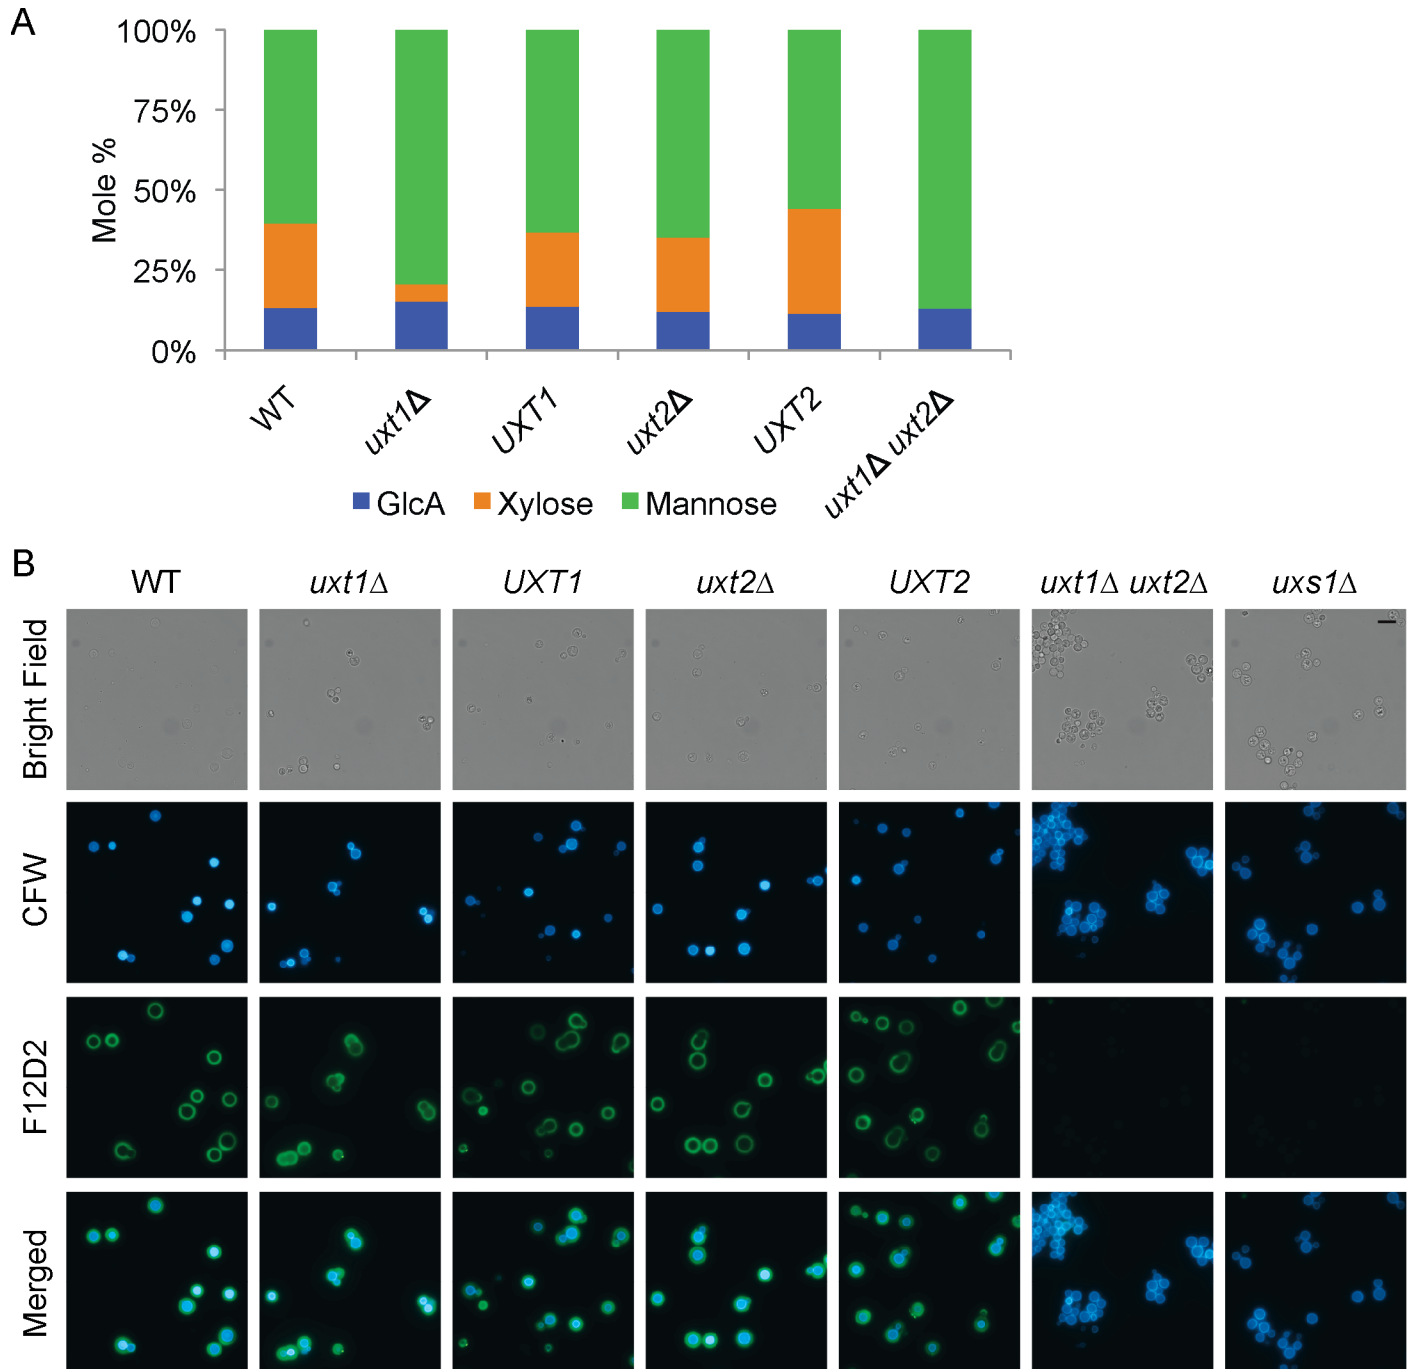 A
100%
75%
50%
25%
0%
Mole %
WT
uxt1Δ
UXT1
uxt2Δ
UXT2
uxt1Δ uxt2Δ
GlcA Xylose Mannose
B
WT uxt1Δ UXT1 uxt2Δ UXT2 uxt1Δ uxt2Δ uxs1Δ
Bright Field
CFW
F12D2
Merged